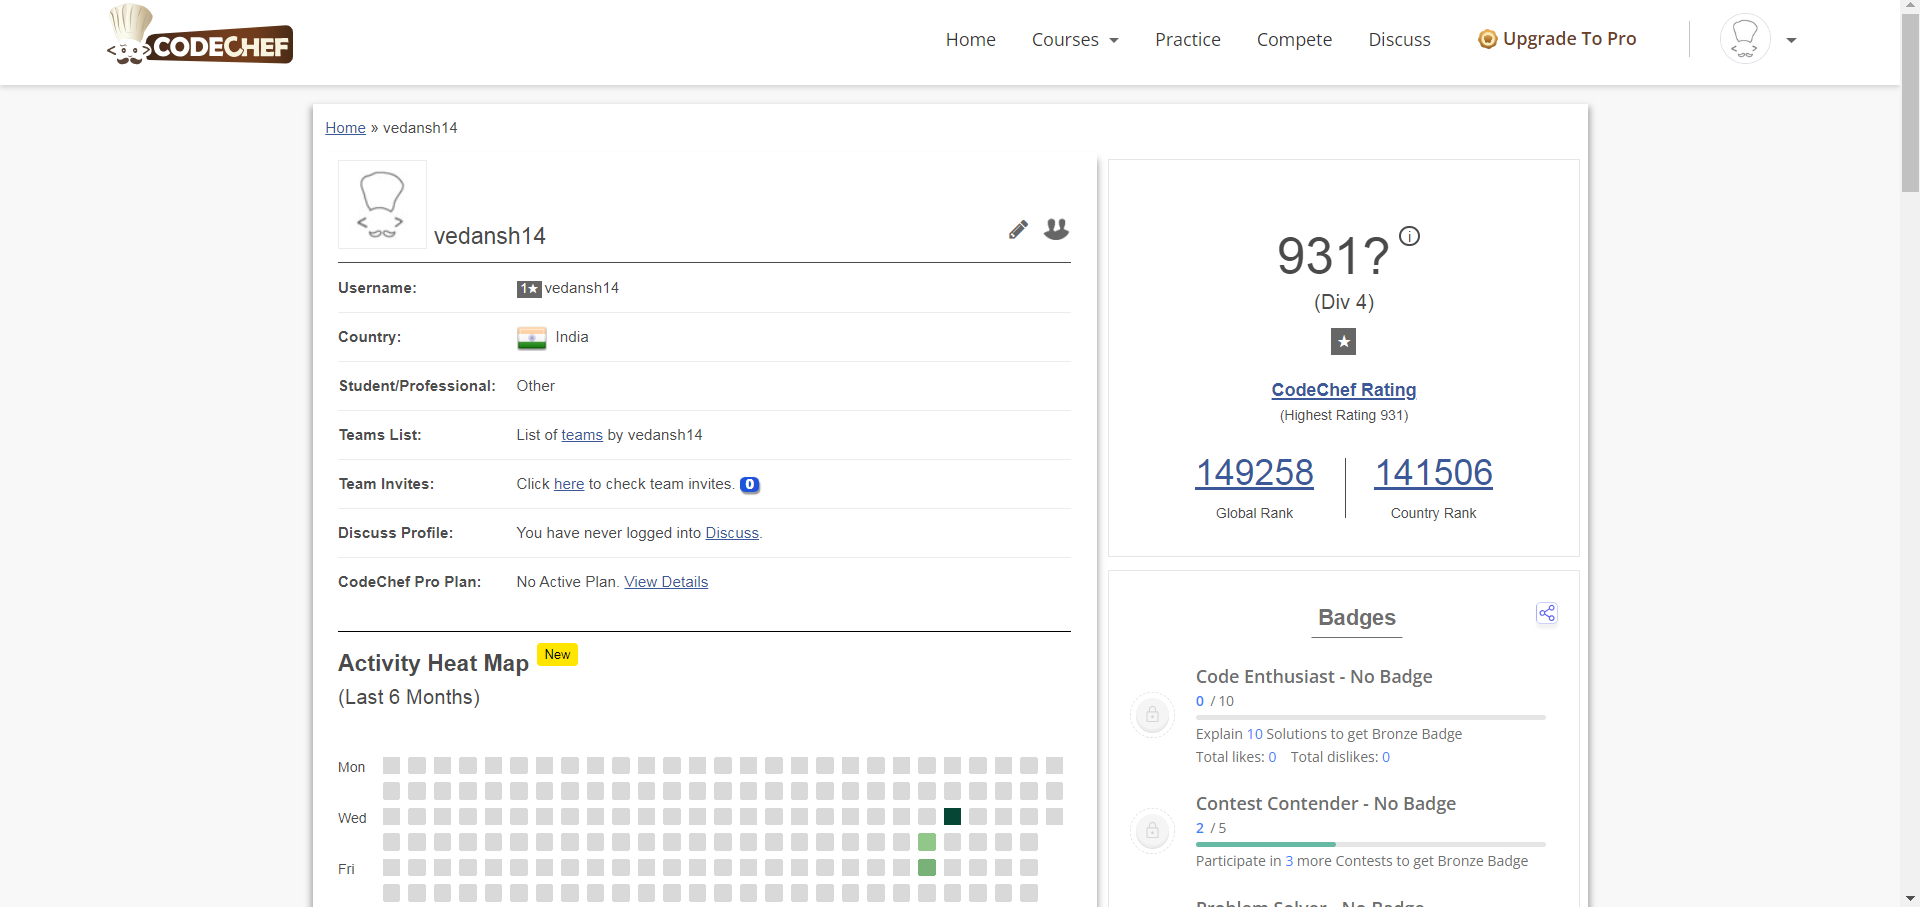 CODECHEF
Home Courses Practice Compete Discuss Upgrade To Pro
Home » vedansh14
vedansh14
Username: 1★ vedansh14
Country: India
Student/Professional: Other
Teams List: List of teams by vedansh14
Team Invites: Click here to check team invites. 0
Discuss Profile: You have never logged into Discuss.
CodeChef Pro Plan: No Active Plan. View Details
Activity Heat Map New
(Last 6 Months)
Mon
Wed
Fri
931?
(Div 4)
★
CodeChef Rating
(Highest Rating 931)
149258 141506
Global Rank Country Rank
Badges
Code Enthusiast - No Badge
0 / 10
Explain 10 Solutions to get Bronze Badge
Total likes: 0 Total dislikes: 0
Contest Contender - No Badge
2 / 5
Participate in 3 more Contests to get Bronze Badge
Problem Solver - No Badge